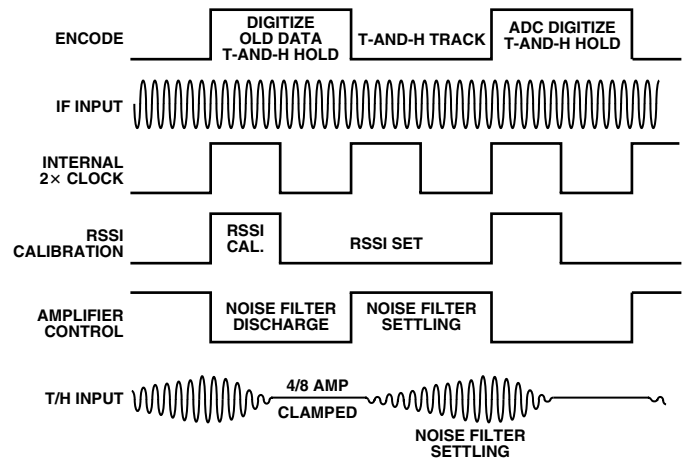 ENCODE
DIGITIZE
OLD DATA
T-AND-H HOLD
T-AND-H TRACK
ADC DIGITIZE
T-AND-H HOLD
IF INPUT
INTERNAL
2× CLOCK
RSSI
CALIBRATION
RSSI
CAL.
RSSI SET
AMPLIFIER
CONTROL
NOISE FILTER
DISCHARGE
NOISE FILTER
SETTLING
T/H INPUT
4/8 AMP
CLAMPED
NOISE FILTER
SETTLING